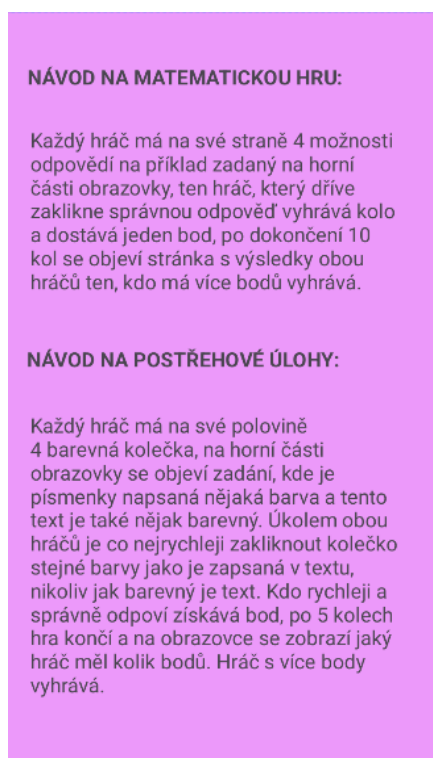 NÁVOD NA MATEMATICKOU HRU:
Každý hráč má na své straně 4 možnosti
odpovědí na příklad zadaný na horní
části obrazovky, ten hráč, který dříve
zaklikne správnou odpověď vyhrává kolo
a dostává jeden bod, po dokončení 10
kol se objeví stránka s výsledky obou
hráčů ten, kdo má více bodů vyhrává.
NÁVOD NA POSTŘEHOVÉ ÚLOHY:
Každý hráč má na své polovině
4 barevná kolečka, na horní části
obrazovky se objeví zadání, kde je
písmenky napsaná nějaká barva a tento
text je také nějak barevný. Úkolem obou
hráčů je co nejrychleji zakliknout kolečko
stejné barvy jako je zapsaná v textu,
nikoliv jak barevný je text. Kdo rychleji a
správně odpoví získává bod, po 5 kolech
hra končí a na obrazovce se zobrazí jaký
hráč měl kolik bodů. Hráč s více body
vyhrává.